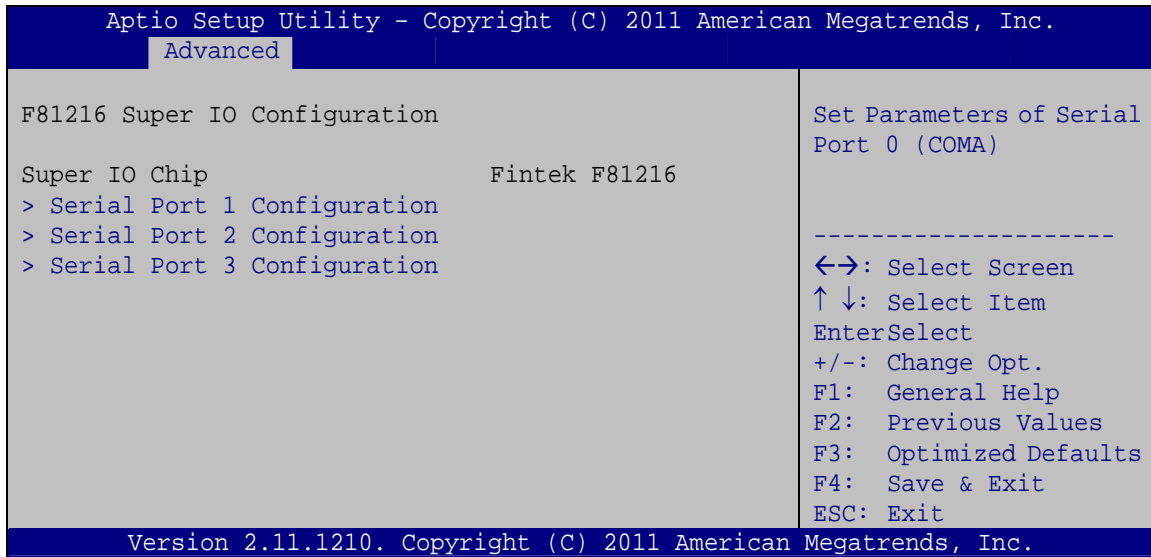 Aptio Setup Utility – Copyright (C) 2011 American Megatrends, Inc.
Advanced
F81216 Super IO Configuration
Super IO Chip Fintek F81216
> Serial Port 1 Configuration
> Serial Port 2 Configuration
> Serial Port 3 Configuration
Set Parameters of Serial
Port 0 (COMA)
---------------------
←→: Select Screen
↑ ↓: Select Item
EnterSelect
+/-: Change Opt.
F1: General Help
F2: Previous Values
F3: Optimized Defaults
F4: Save & Exit
ESC: Exit
Version 2.11.1210. Copyright (C) 2011 American Megatrends, Inc.